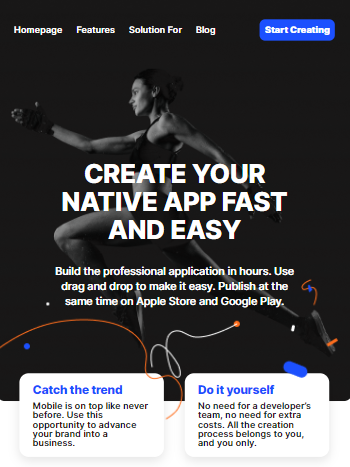 Homepage Features Solution For Blog Start Creating
CREATE YOUR
NATIVE APP FAST
AND EASY
Build the professional application in hours. Use
drag and drop to make it easy. Publish at the
same time on Apple Store and Google Play.
Catch the trend
Mobile is on top like never
before. Use this
opportunity to advance
your brand into a
business.
Do it yourself
No need for a developer's
team, no need for extra
costs. All the creation
process belongs to you,
and you only.